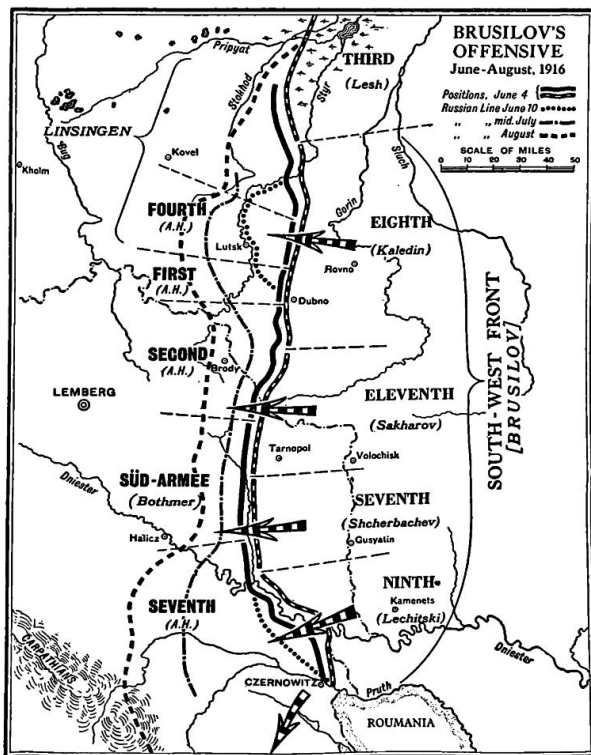 BRUSILOV'S
OFFENSIVE
June-August, 1916
Positions, June 4
Russian Line June 10
„ „ mid. July
„ „ August
SCALE OF MILES
10 0 10 20 30 40 50
Pripyat
THIRD
(Lesh)
Stokhod
Styr
LINSINGEN
Bug
Kholm
Kovel
Sluch
Gorin
FOURTH
(A.H.)
EIGHTH
(Kaledin)
Lutsk
Rovno
FIRST
(A.H.)
Dubno
SOUTH-WEST FRONT
[BRUSILOV]
SECOND
(A.H.)
Brody
LEMBERG
ELEVENTH
(Sakharov)
Tarnopol
Volochisk
SÜD-ARMEE
(Bothmer)
SEVENTH
(Shcherbachev)
Dniester
Halicz
Gusyatin
NINTH
Kamenets
(Lechitski)
SEVENTH
(A.H.)
CARPATHIANS
Dniester
CZERNOWITZ
Pruth
ROUMANIA